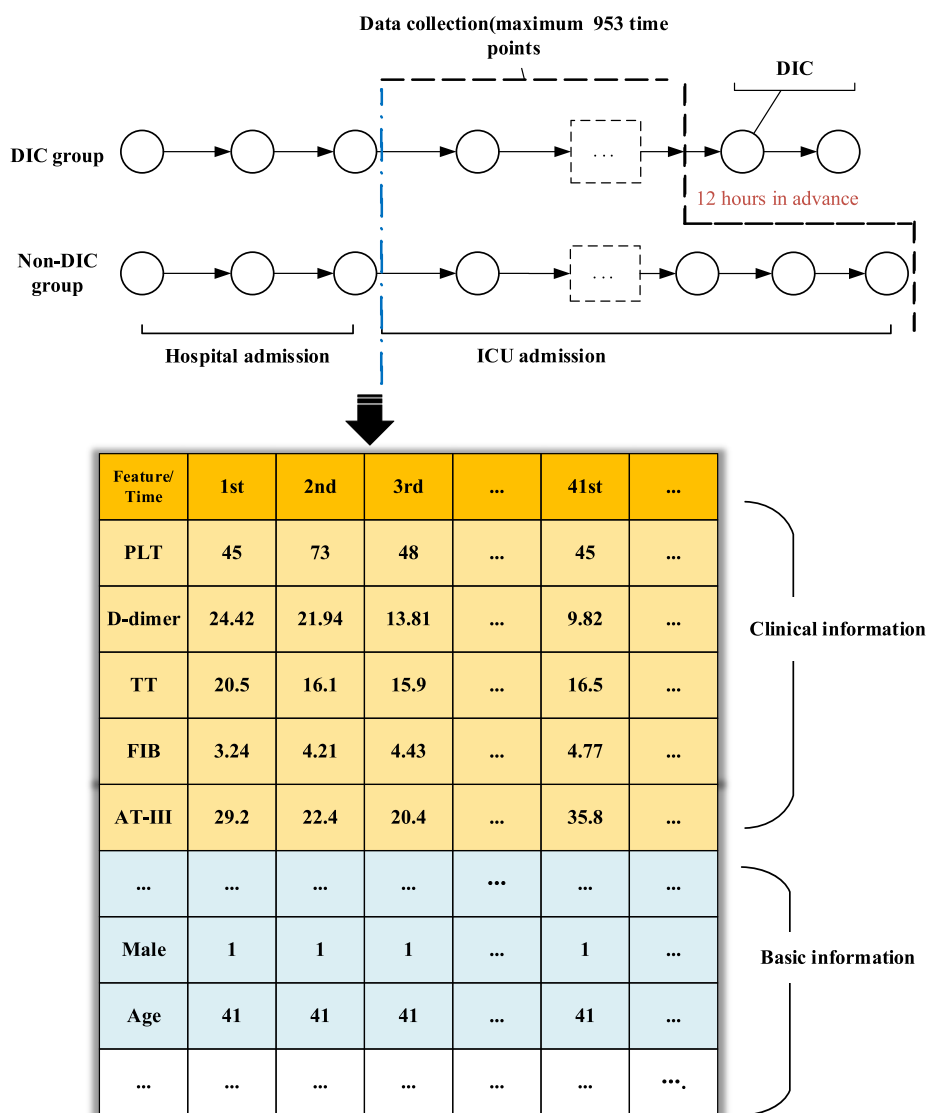 Data collection(maximum 953 time
points
DIC
DIC group
...
12 hours in advance
Non-DIC
group
...
Hospital admission
ICU admission
Feature/
Time
1st
2nd
3rd
...
41st
...
PLT
45
73
48
...
45
...
D-dimer
24.42
21.94
13.81
...
9.82
...
TT
20.5
16.1
15.9
...
16.5
...
FIB
3.24
4.21
4.43
...
4.77
...
AT-III
29.2
22.4
20.4
...
35.8
...
Clinical information
...
...
...
...
...
...
...
Male
1
1
1
...
1
...
Age
41
41
41
...
41
...
...
...
...
...
...
...
....
Basic information